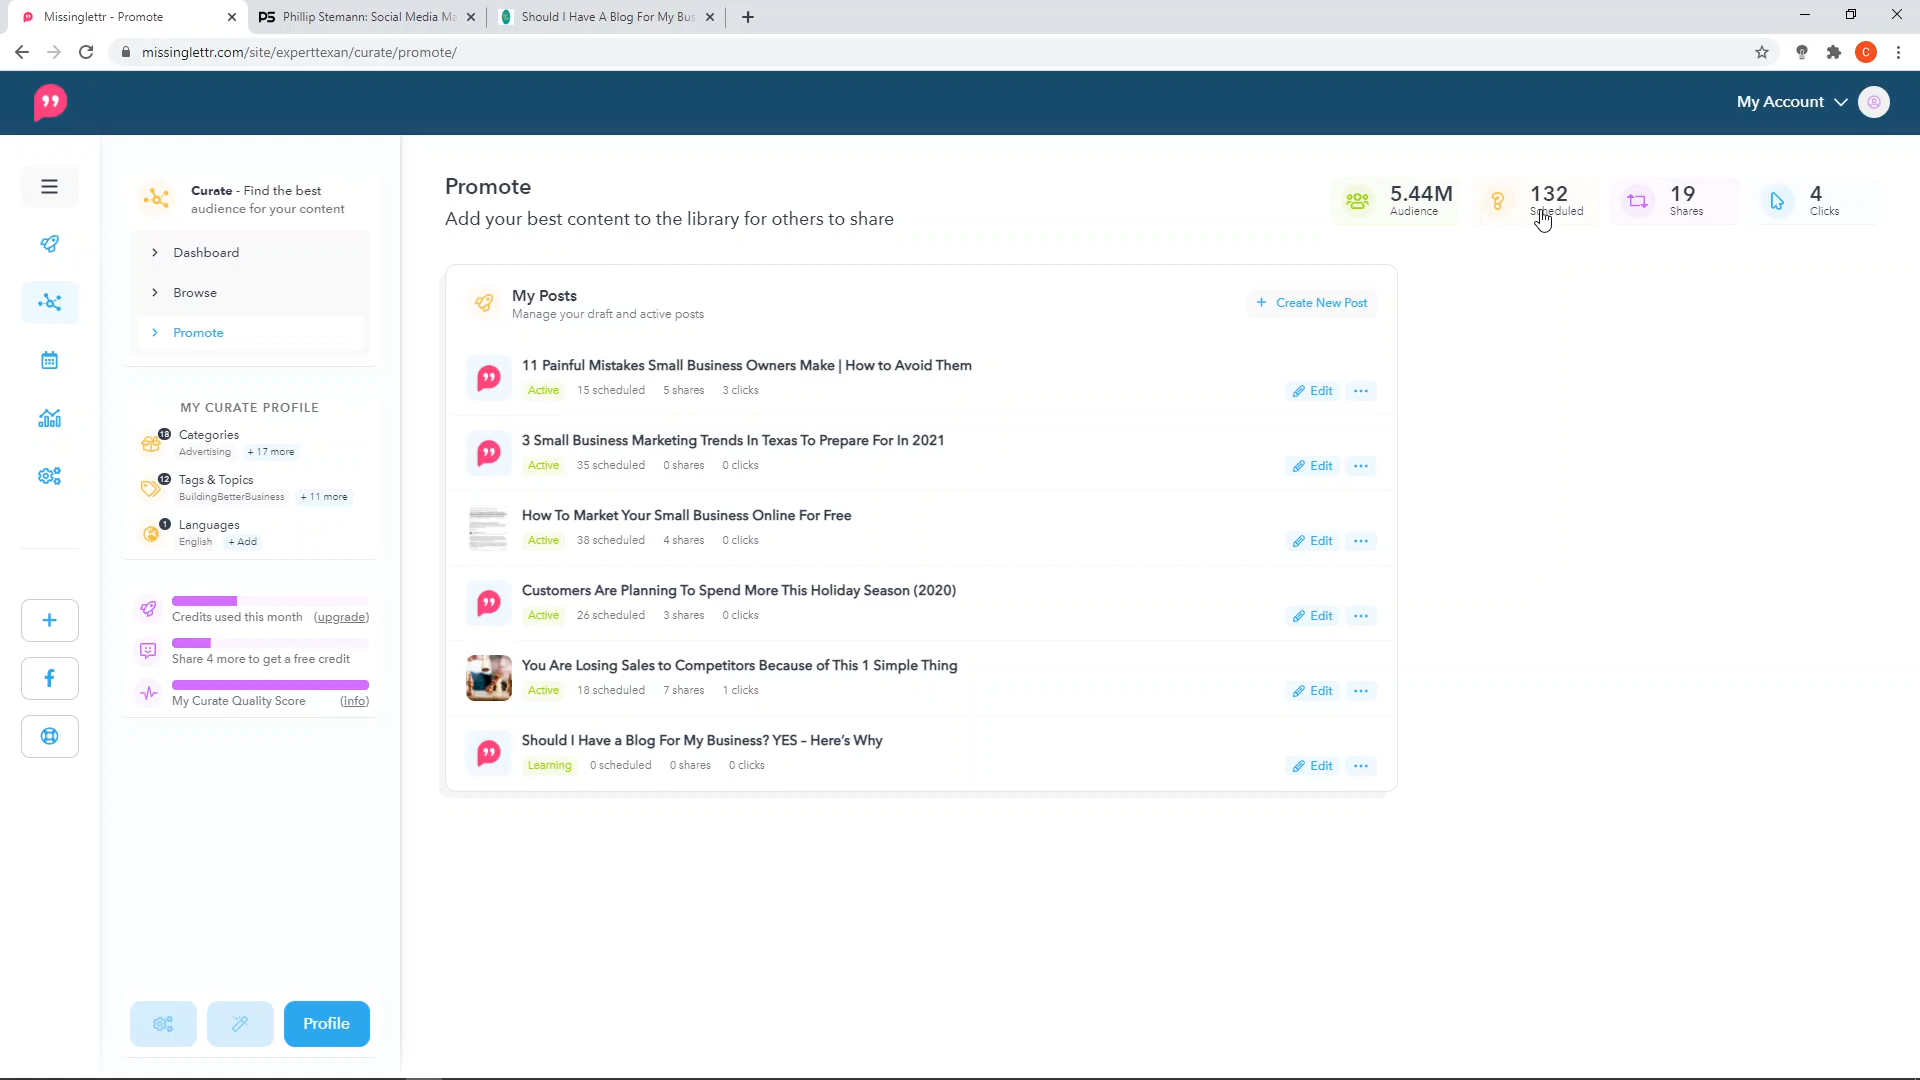 Missinglettr - Promote
Phillip Stemann: Social Media Ma
Should I Have A Blog For My Bus
missinglettr.com/site/experttexan/curate/promote/
C
My Account
Curate - Find the best
audience for your content
Dashboard
Browse
Promote
MY CURATE PROFILE
18
Categories
Advertising + 17 more
12
Tags & Topics
BuildingBetterBusiness + 11 more
1
Languages
English + Add
Credits used this month (upgrade)
Share 4 more to get a free credit
My Curate Quality Score (info)
Profile
Promote
Add your best content to the library for others to share
5.44M
Audience
132
Scheduled
19
Shares
4
Clicks
My Posts
Manage your draft and active posts
+ Create New Post
11 Painful Mistakes Small Business Owners Make | How to Avoid Them
Active 15 scheduled 5 shares 3 clicks
Edit
3 Small Business Marketing Trends In Texas To Prepare For In 2021
Active 35 scheduled 0 shares 0 clicks
Edit
How To Market Your Small Business Online For Free
Active 38 scheduled 4 shares 0 clicks
Edit
Customers Are Planning To Spend More This Holiday Season (2020)
Active 26 scheduled 3 shares 0 clicks
Edit
You Are Losing Sales to Competitors Because of This 1 Simple Thing
Active 18 scheduled 7 shares 1 clicks
Edit
Should I Have a Blog For My Business? YES – Here’s Why
Learning 0 scheduled 0 shares 0 clicks
Edit